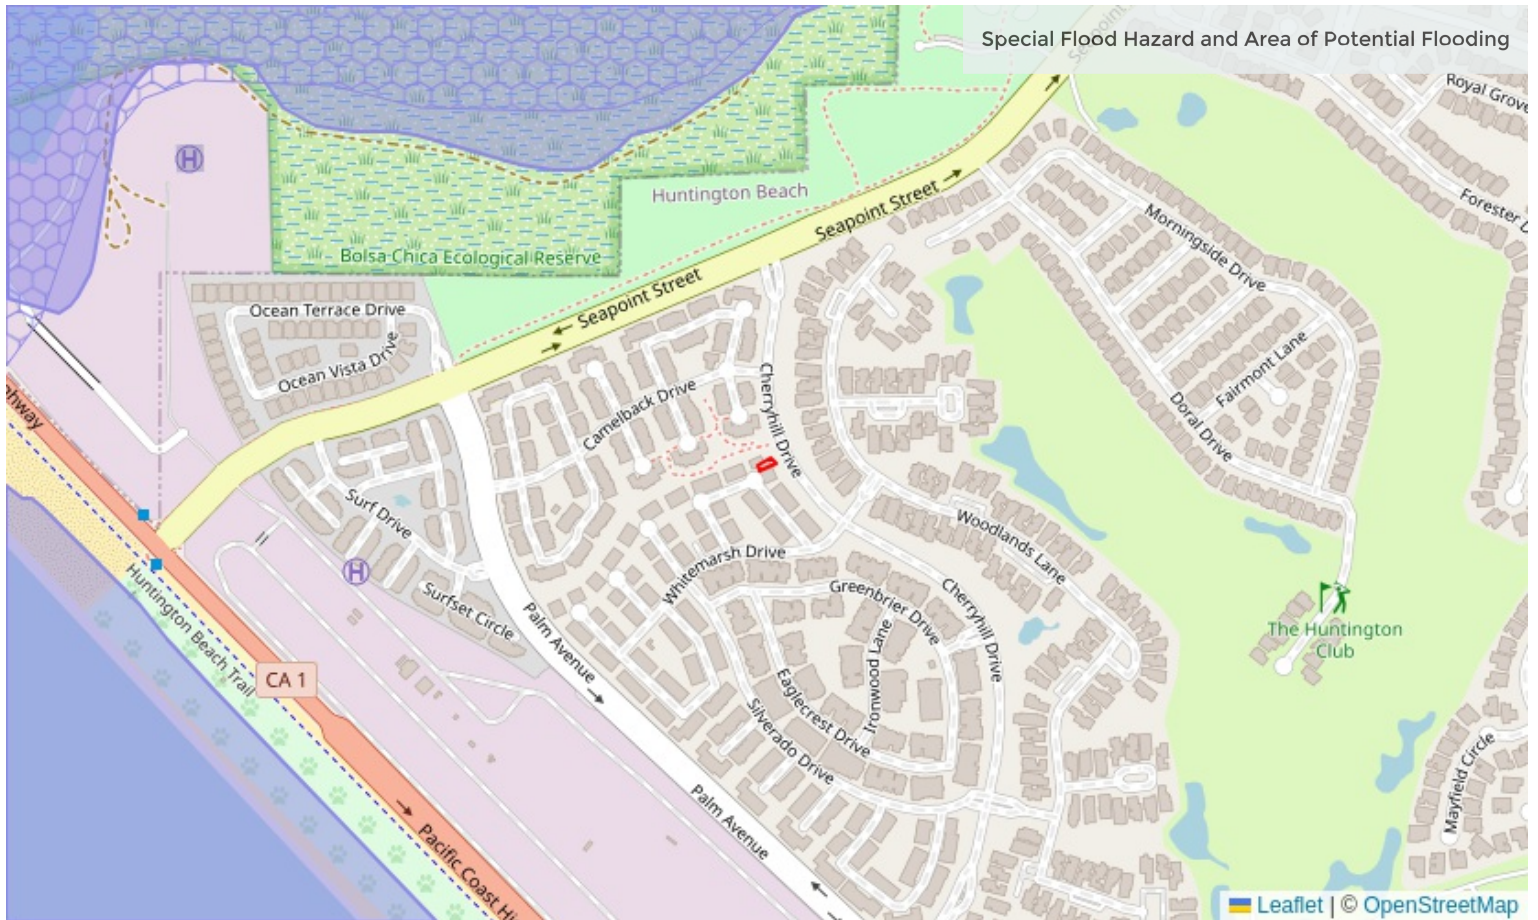 Special Flood Hazard and Area of Potential Flooding
Seapoint
Royal Grove
Forester D
Huntington Beach
Seapoint Street
Morningside Drive
Bolsa Chica Ecological Reserve
Seapoint Street
Ocean Terrace Drive
Ocean Vista Drive
Fairmont Lane
Doral Drive
Camelback Drive
Cherryhill Drive
ghway
Surf Drive
Woodlands Lane
Whitemarsh Drive
Surfset Circle
Greenbrier Drive
Cherryhill Drive
Huntington Beach Trail
Palm Avenue
Ironwood Lane
The Huntington
Club
CA 1
Eaglecrest Drive
Silverado Drive
Mayfield Circle
Palm Avenue
Pacific Coast Hi
H
H
Leaflet | © OpenStreetMap